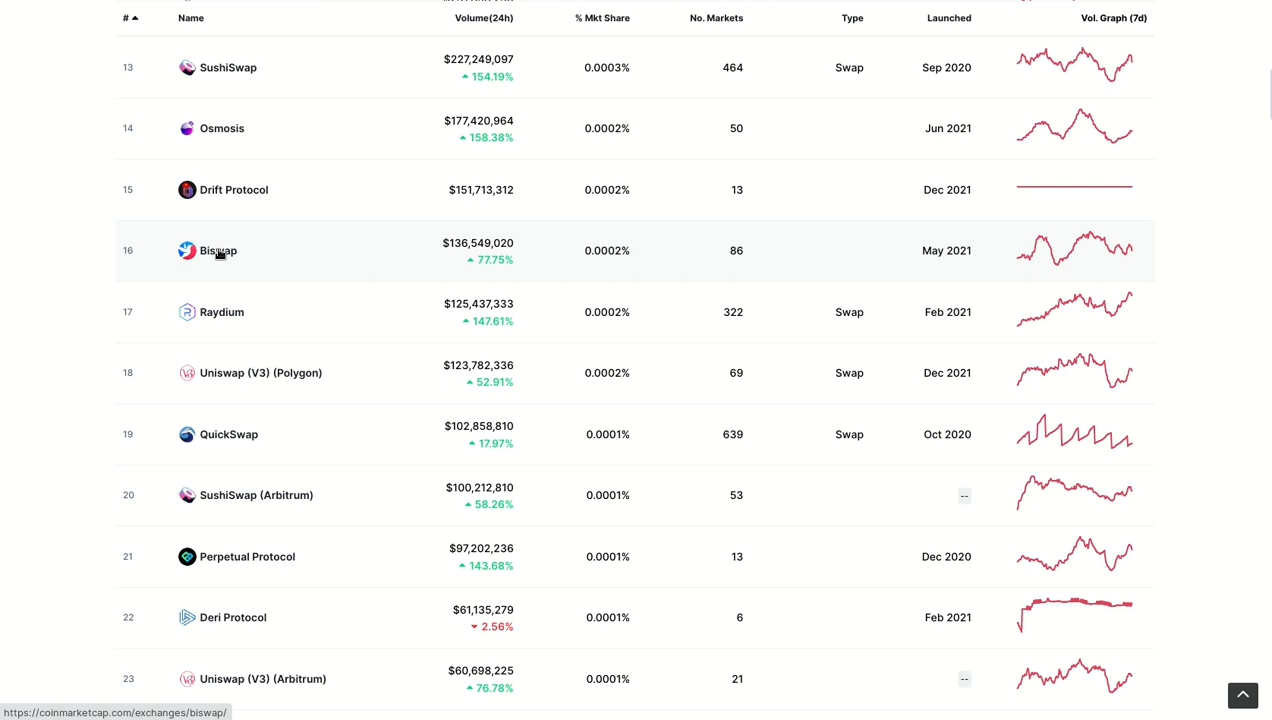 # Name Volume(24h) % Mkt Share No. Markets Type Launched Vol. Graph (7d)
13 SushiSwap $227,249,097 0.0003% 464 Swap Sep 2020
154.19%
14 Osmosis $177,420,964 0.0002% 50 Jun 2021
158.38%
15 Drift Protocol $151,713,312 0.0002% 13 Dec 2021
16 Biswap $136,549,020 0.0002% 86 May 2021
77.75%
17 Raydium $125,437,333 0.0002% 322 Swap Feb 2021
147.61%
18 Uniswap (V3) (Polygon) $123,782,336 0.0002% 69 Swap Dec 2021
52.91%
19 QuickSwap $102,858,810 0.0001% 639 Swap Oct 2020
17.97%
20 SushiSwap (Arbitrum) $100,212,810 0.0001% 53 --
58.26%
21 Perpetual Protocol $97,202,236 0.0001% 13 Dec 2020
143.68%
22 Deri Protocol $61,135,279 0.0001% 6 Feb 2021
2.56%
23 Uniswap (V3) (Arbitrum) $60,698,225 0.0001% 21 --
76.78%
https://coinmarketcap.com/exchanges/biswap/